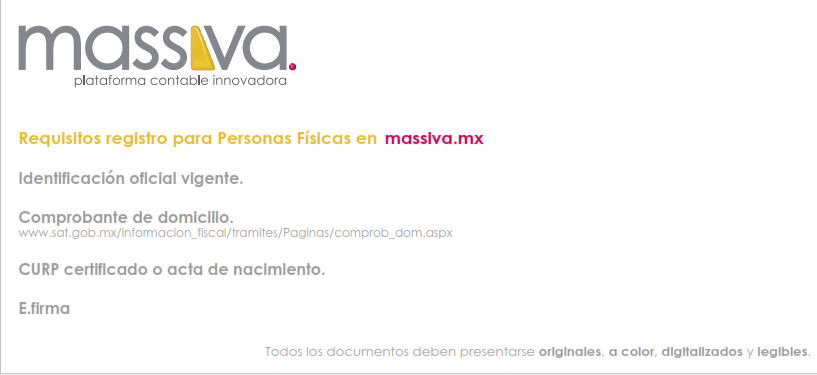 massiva.
plataforma contable innovadora
Requisitos registro para Personas Físicas en massiva.mx
Identificación oficial vigente.
Comprobante de domicilio.
www.sat.gob.mx/informacion_fiscal/tramites/Paginas/comprob_dom.aspx
CURP certificado o acta de nacimiento.
E.firma
Todos los documentos deben presentarse originales, a color, digitalizados y legibles.